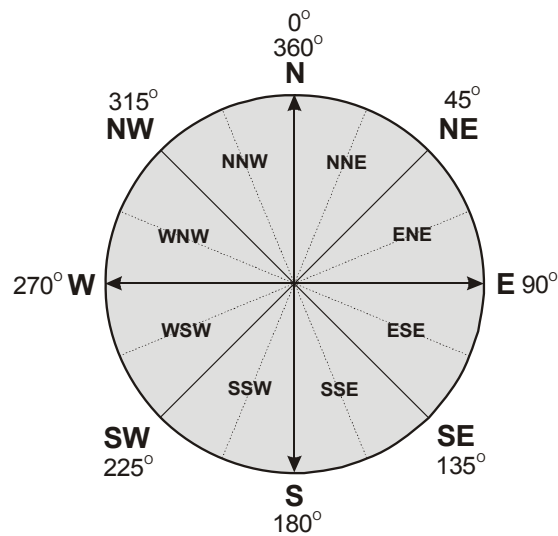 0°
360°
N
315°
NW
45°
NE
NNW
NNE
WNW
ENE
270° W
E 90°
WSW
ESE
SSW
SSE
SW
225°
SE
135°
S
180°